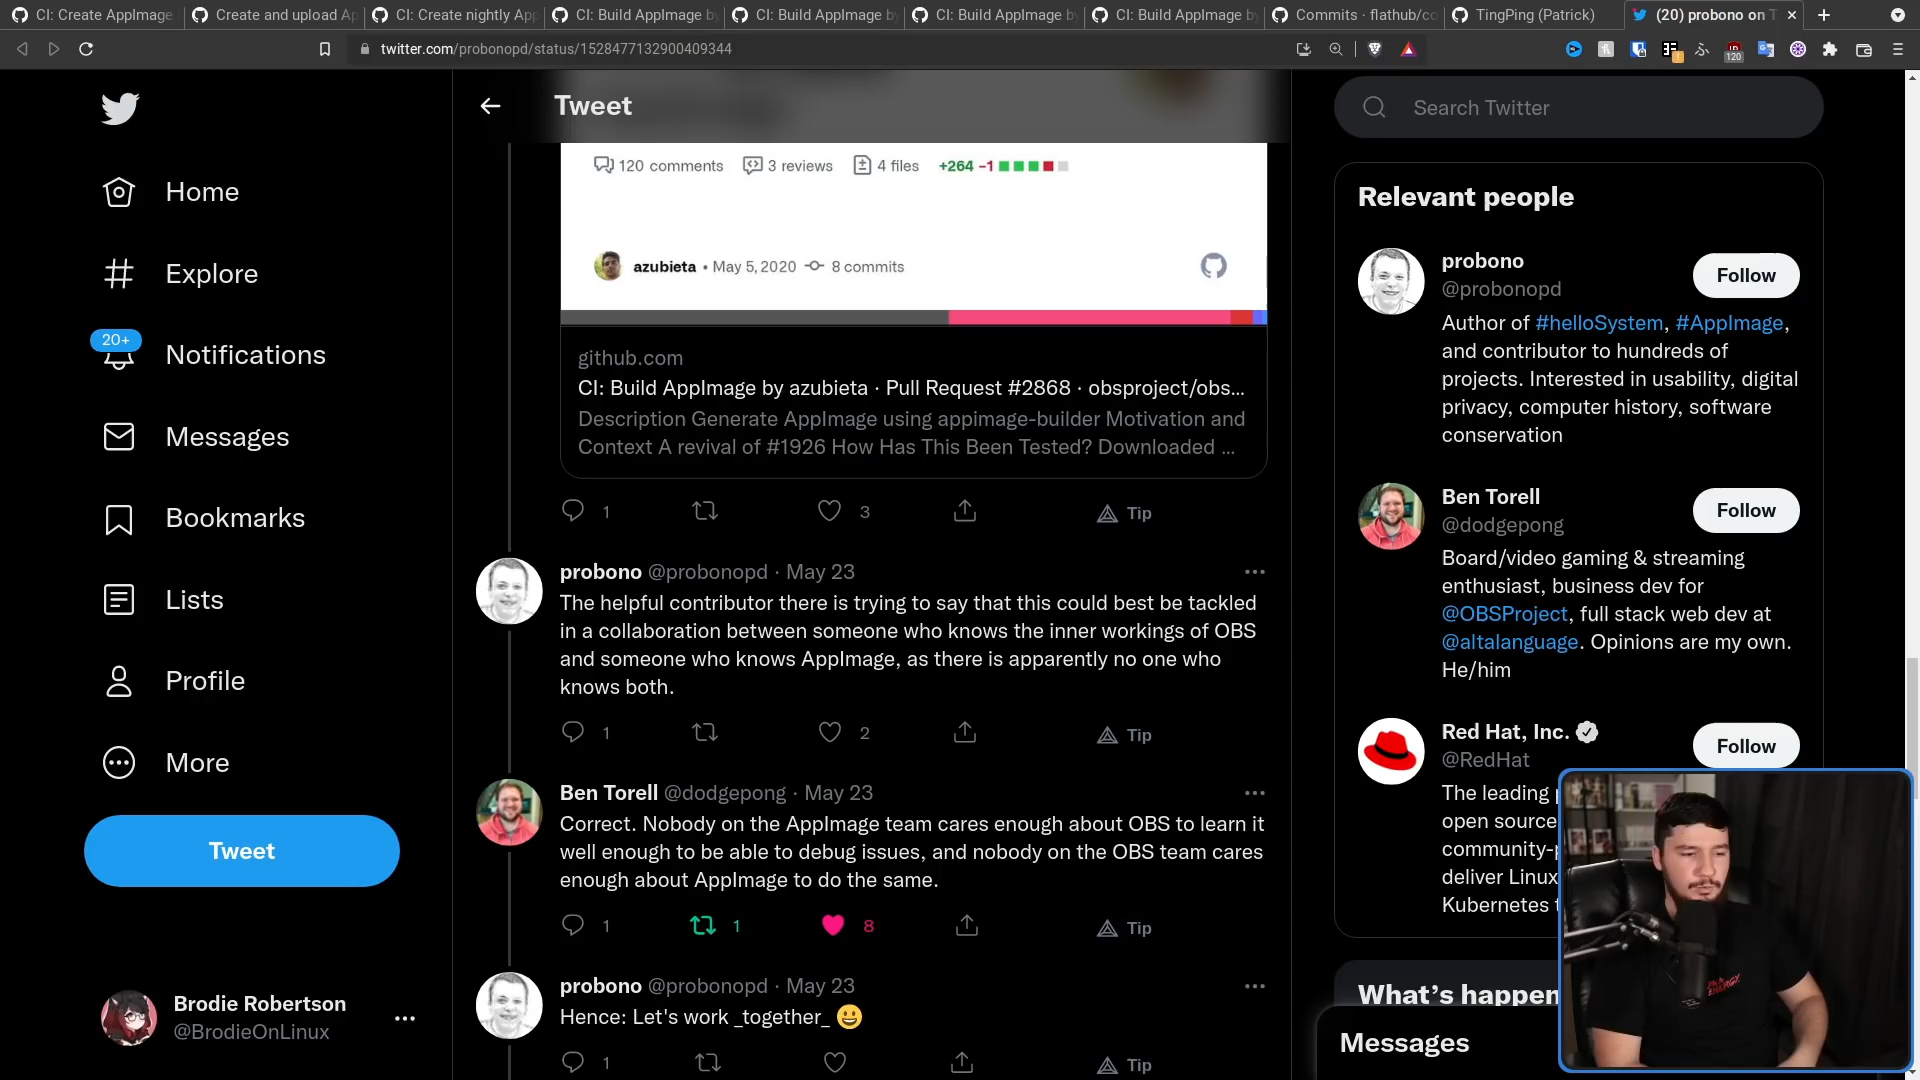 CI: Create AppImage
Create and upload Ap
CI: Create nightly App
CI: Build AppImage by
CI: Build AppImage by
CI: Build AppImage by
CI: Build AppImage by
Commits · flathub/co
TingPing (Patrick)
(20) probono on T
twitter.com/probonopd/status/1528477132900409344
120
Home
Explore
20+
Notifications
Messages
Bookmarks
Lists
Profile
More
Tweet
Brodie Robertson
@BrodieOnLinux
Tweet
120 comments 3 reviews 4 files +264 −1
azubieta • May 5, 2020 8 commits
github.com
CI: Build AppImage by azubieta · Pull Request #2868 · obsproject/obs...
Description Generate AppImage using appimage-builder Motivation and
Context A revival of #1926 How Has This Been Tested? Downloaded ...
1 3 Tip
probono @probonopd · May 23
The helpful contributor there is trying to say that this could best be tackled
in a collaboration between someone who knows the inner workings of OBS
and someone who knows AppImage, as there is apparently no one who
knows both.
1 2 Tip
Ben Torell @dodgepong · May 23
Correct. Nobody on the AppImage team cares enough about OBS to learn it
well enough to be able to debug issues, and nobody on the OBS team cares
enough about AppImage to do the same.
1 1 8 Tip
probono @probonopd · May 23
Hence: Let's work _together_ 😃
1 Tip
Search Twitter
Relevant people
probono
@probonopd
Follow
Author of #helloSystem, #AppImage,
and contributor to hundreds of
projects. Interested in usability, digital
privacy, computer history, software
conservation
Ben Torell
@dodgepong
Follow
Board/video gaming & streaming
enthusiast, business dev for
@OBSProject, full stack web dev at
@altalanguage. Opinions are my own.
He/him
Red Hat, Inc.
@RedHat
Follow
The leading
open source
community-
deliver Linux
Kubernetes
What's happen
Messages